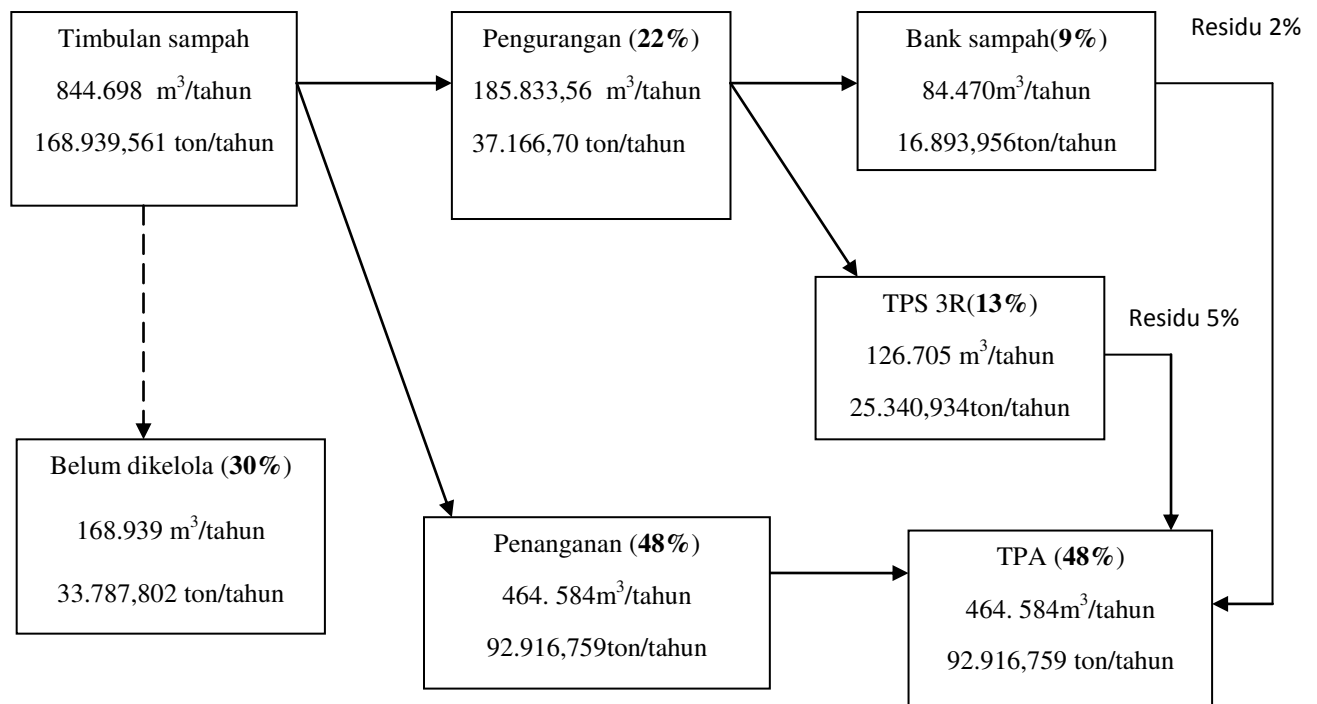 Timbulan sampah
844.698 m³/tahun
168.939,561 ton/tahun
Pengurangan (22%)
185.833,56 m³/tahun
37.166,70 ton/tahun
Bank sampah(9%)
84.470m³/tahun
16.893,956ton/tahun
Residu 2%
TPS 3R(13%)
126.705 m³/tahun
25.340,934ton/tahun
Residu 5%
Belum dikelola (30%)
168.939 m³/tahun
33.787,802 ton/tahun
Penanganan (48%)
464. 584m³/tahun
92.916,759ton/tahun
TPA (48%)
464. 584m³/tahun
92.916,759 ton/tahun